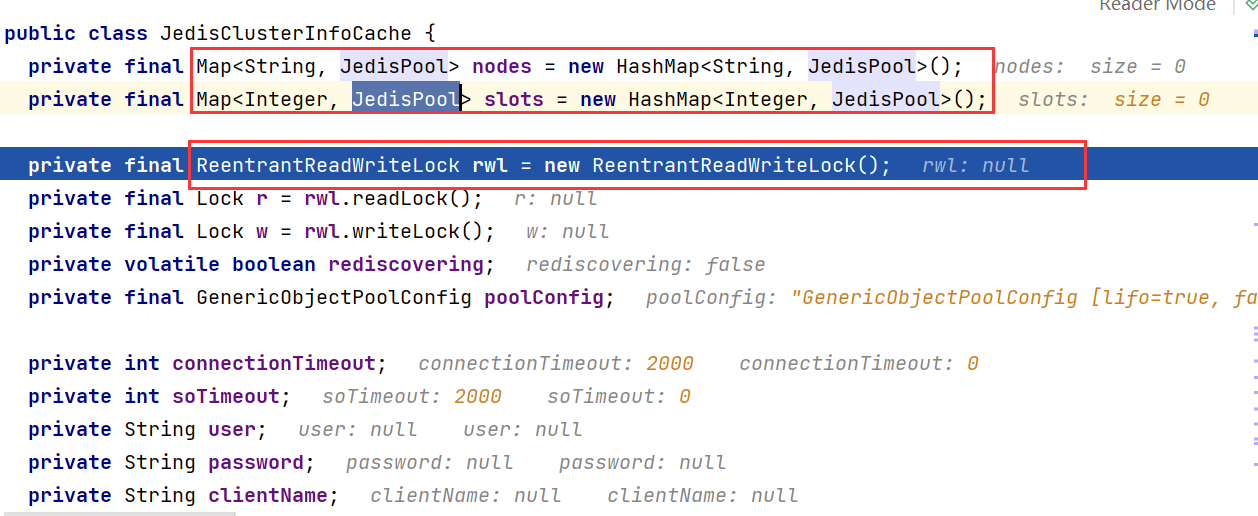 Reader Mode
public class JedisClusterInfoCache {
private final Map<String, JedisPool> nodes = new HashMap<String, JedisPool>(); nodes: size = 0
private final Map<Integer, JedisPool> slots = new HashMap<Integer, JedisPool>(); slots: size = 0
private final ReentrantReadWriteLock rwl = new ReentrantReadWriteLock(); rwl: null
private final Lock r = rwl.readLock(); r: null
private final Lock w = rwl.writeLock(); w: null
private volatile boolean rediscovering; rediscovering: false
private final GenericObjectPoolConfig poolConfig; poolConfig: "GenericObjectPoolConfig [lifo=true, fa
private int connectionTimeout; connectionTimeout: 2000 connectionTimeout: 0
private int soTimeout; soTimeout: 2000 soTimeout: 0
private String user; user: null user: null
private String password; password: null password: null
private String clientName; clientName: null clientName: null